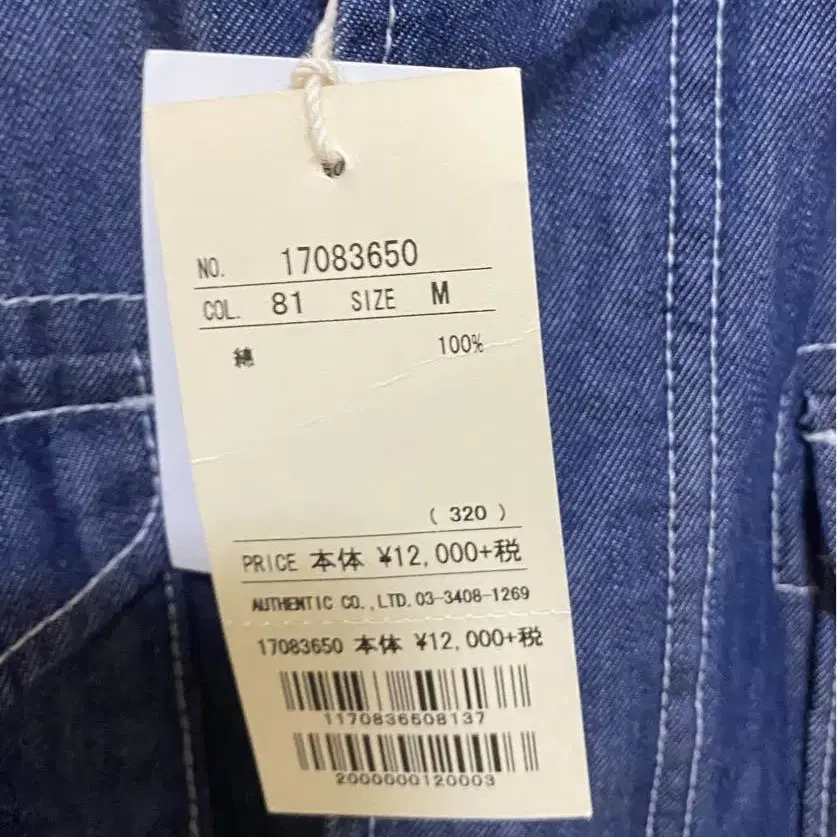 NO. 17083650
COL. 81 SIZE M
綿 100%
( 320 )
PRICE 本体 ¥12,000+税
AUTHENTIC CO.,LTD. 03-3408-1269
17083650 本体 ¥12,000+税
1170836508137
2000000120003